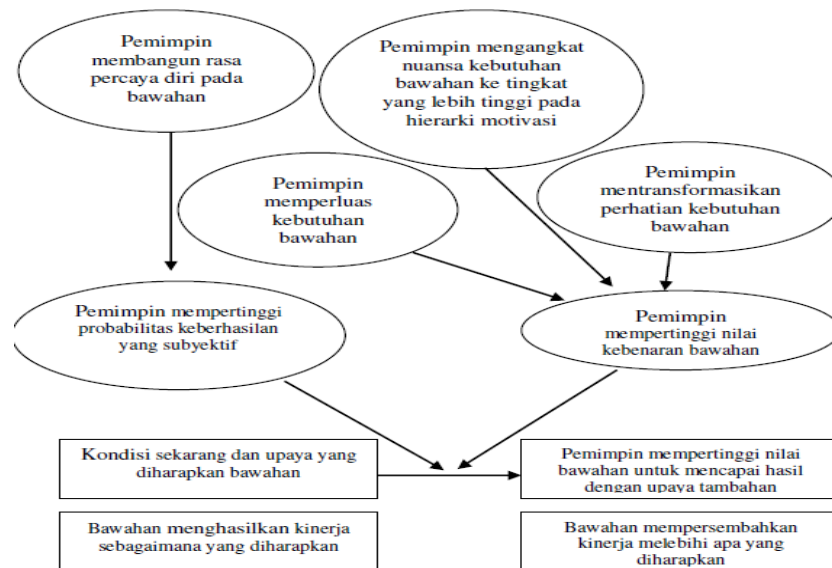 Pemimpin
membangun rasa
percaya diri pada
bawahan
Pemimpin mengangkat
nuansa kebutuhan
bawahan ke tingkat
yang lebih tinggi pada
hierarki motivasi
Pemimpin
memperluas
kebutuhan
bawahan
Pemimpin
mentransformasikan
perhatian kebutuhan
bawahan
Pemimpin mempertinggi
probabilitas keberhasilan
yang subyektif
Pemimpin
mempertinggi nilai
kebenaran bawahan
Kondisi sekarang dan upaya yang
diharapkan bawahan
Pemimpin mempertinggi nilai
bawahan untuk mencapai hasil
dengan upaya tambahan
Bawahan menghasilkan kinerja
sebagaimana yang diharapkan
Bawahan mempersembahkan
kinerja melebihi apa yang
diharapkan